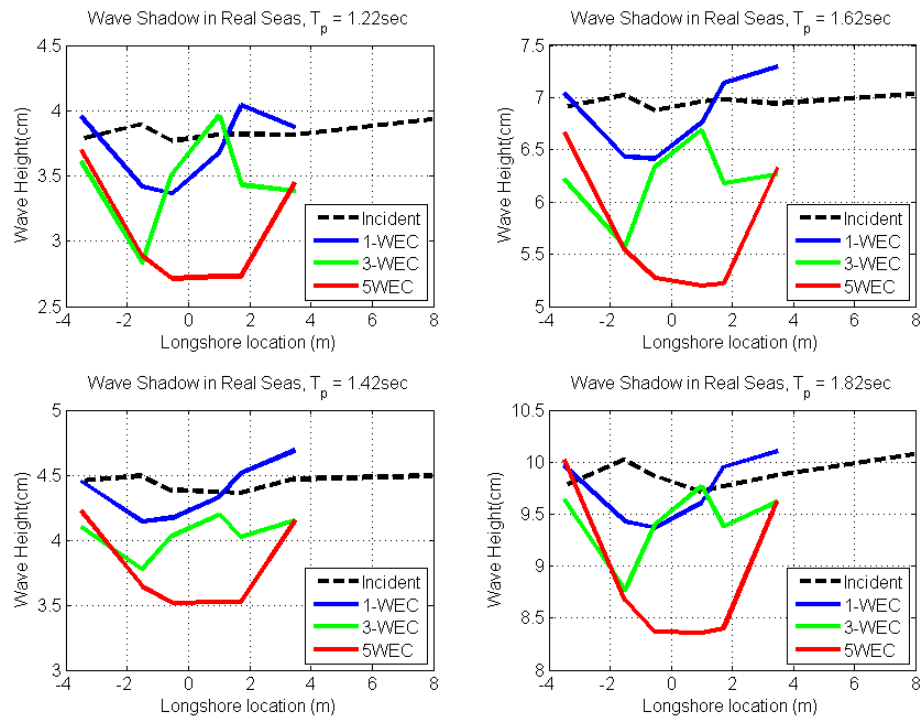 Wave Shadow in Real Seas, T_p = 1.22sec
4.5
4
3.5
3
2.5
Wave Height(cm)
-4 -2 0 2 4 6 8
Longshore location (m)
Incident
1-WEC
3-WEC
5WEC
Wave Shadow in Real Seas, T_p = 1.62sec
7.5
7
6.5
6
5.5
5
Wave Height(cm)
-4 -2 0 2 4 6 8
Longshore location (m)
Incident
1-WEC
3-WEC
5WEC
Wave Shadow in Real Seas, T_p = 1.42sec
5
4.5
4
3.5
3
Wave Height(cm)
-4 -2 0 2 4 6 8
Longshore location (m)
Incident
1-WEC
3-WEC
5WEC
Wave Shadow in Real Seas, T_p = 1.82sec
10.5
10
9.5
9
8.5
8
Wave Height(cm)
-4 -2 0 2 4 6 8
Longshore location (m)
Incident
1-WEC
3-WEC
5WEC